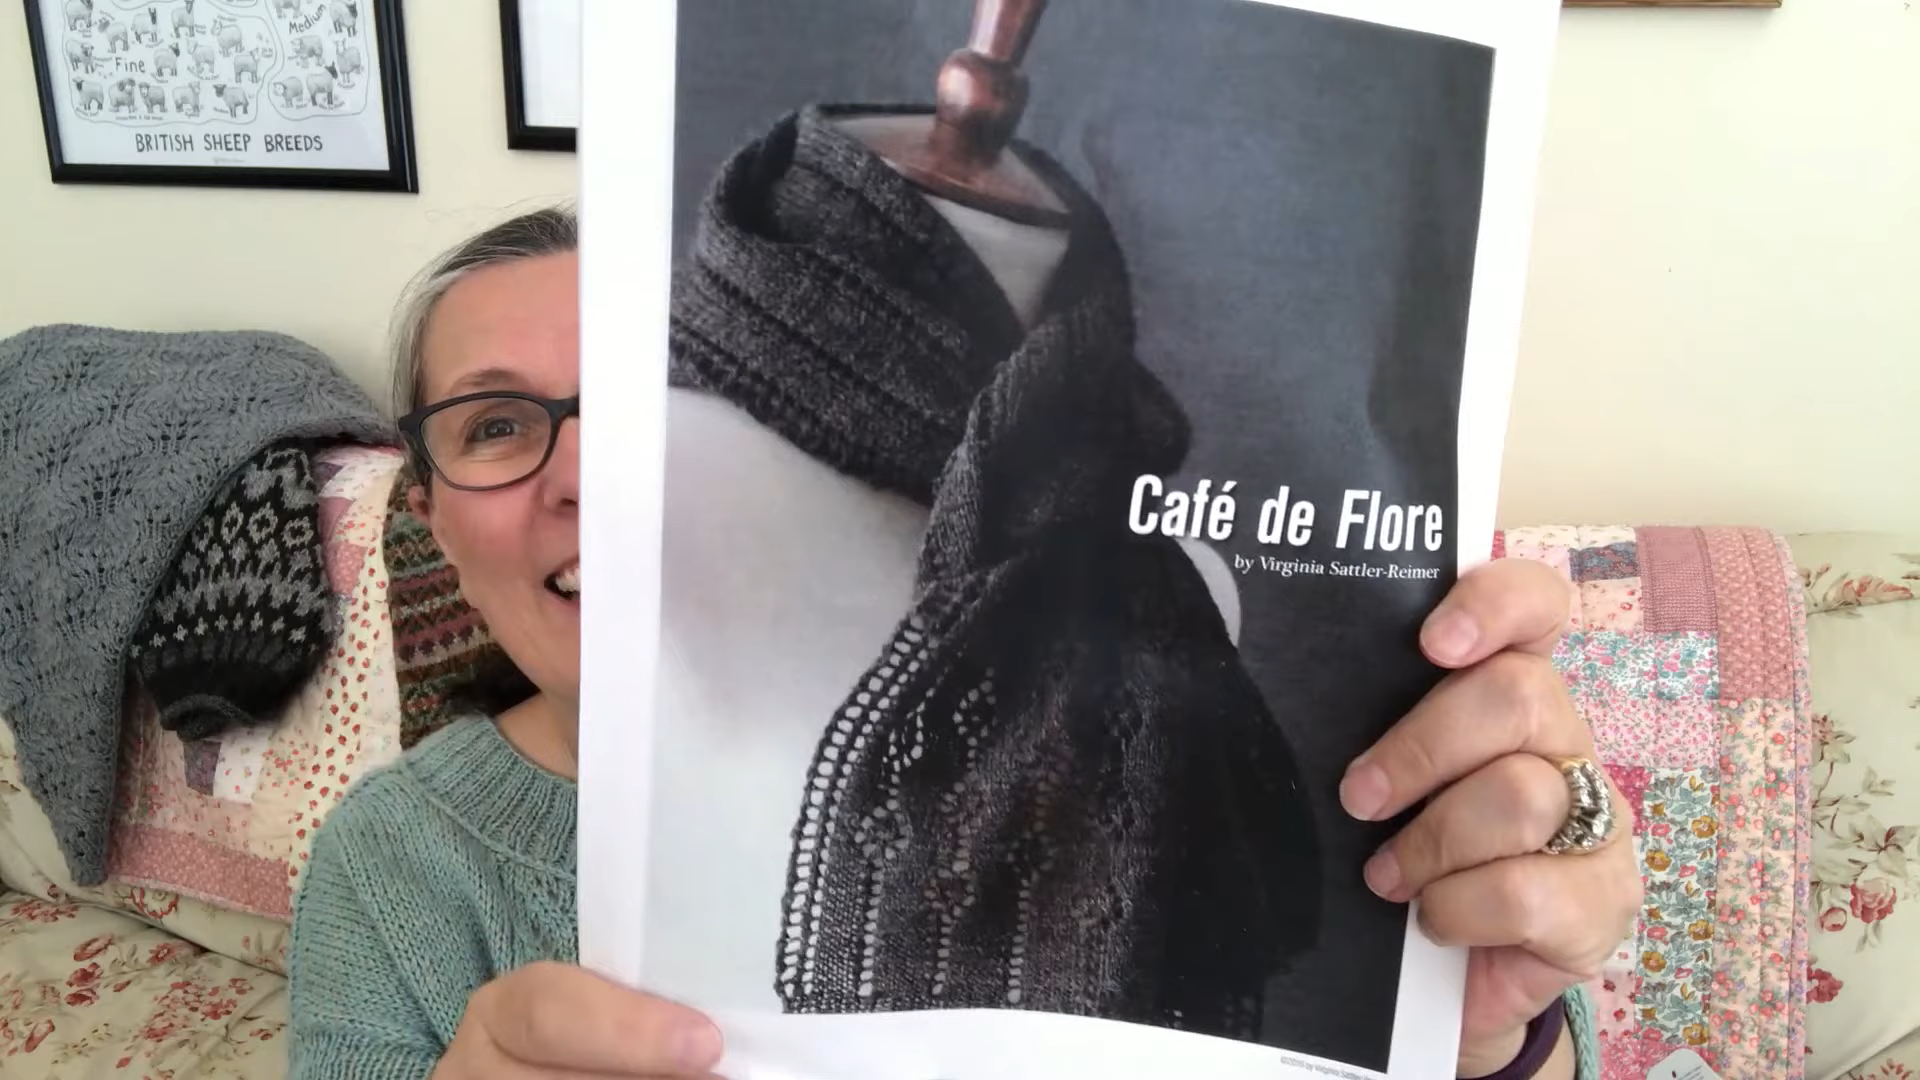 Medium
Fine
BRITISH SHEEP BREEDS
Café de Flore
by Virginia Sattler-Reimer